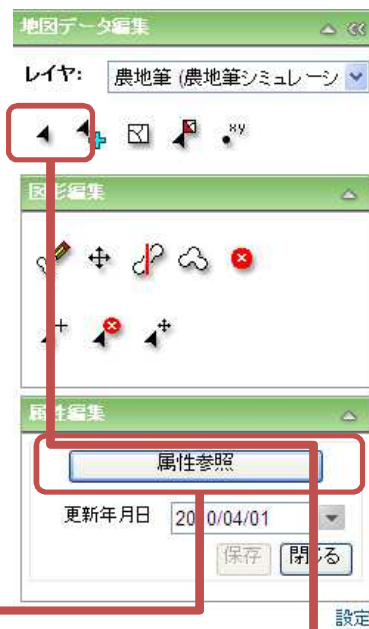 地図データ編集
レイヤ: 農地筆 (農地筆シミュレーシ
xy
図形編集
属性編集
属性参照
更新年月日 2010/04/01
保存 閉じる
設定